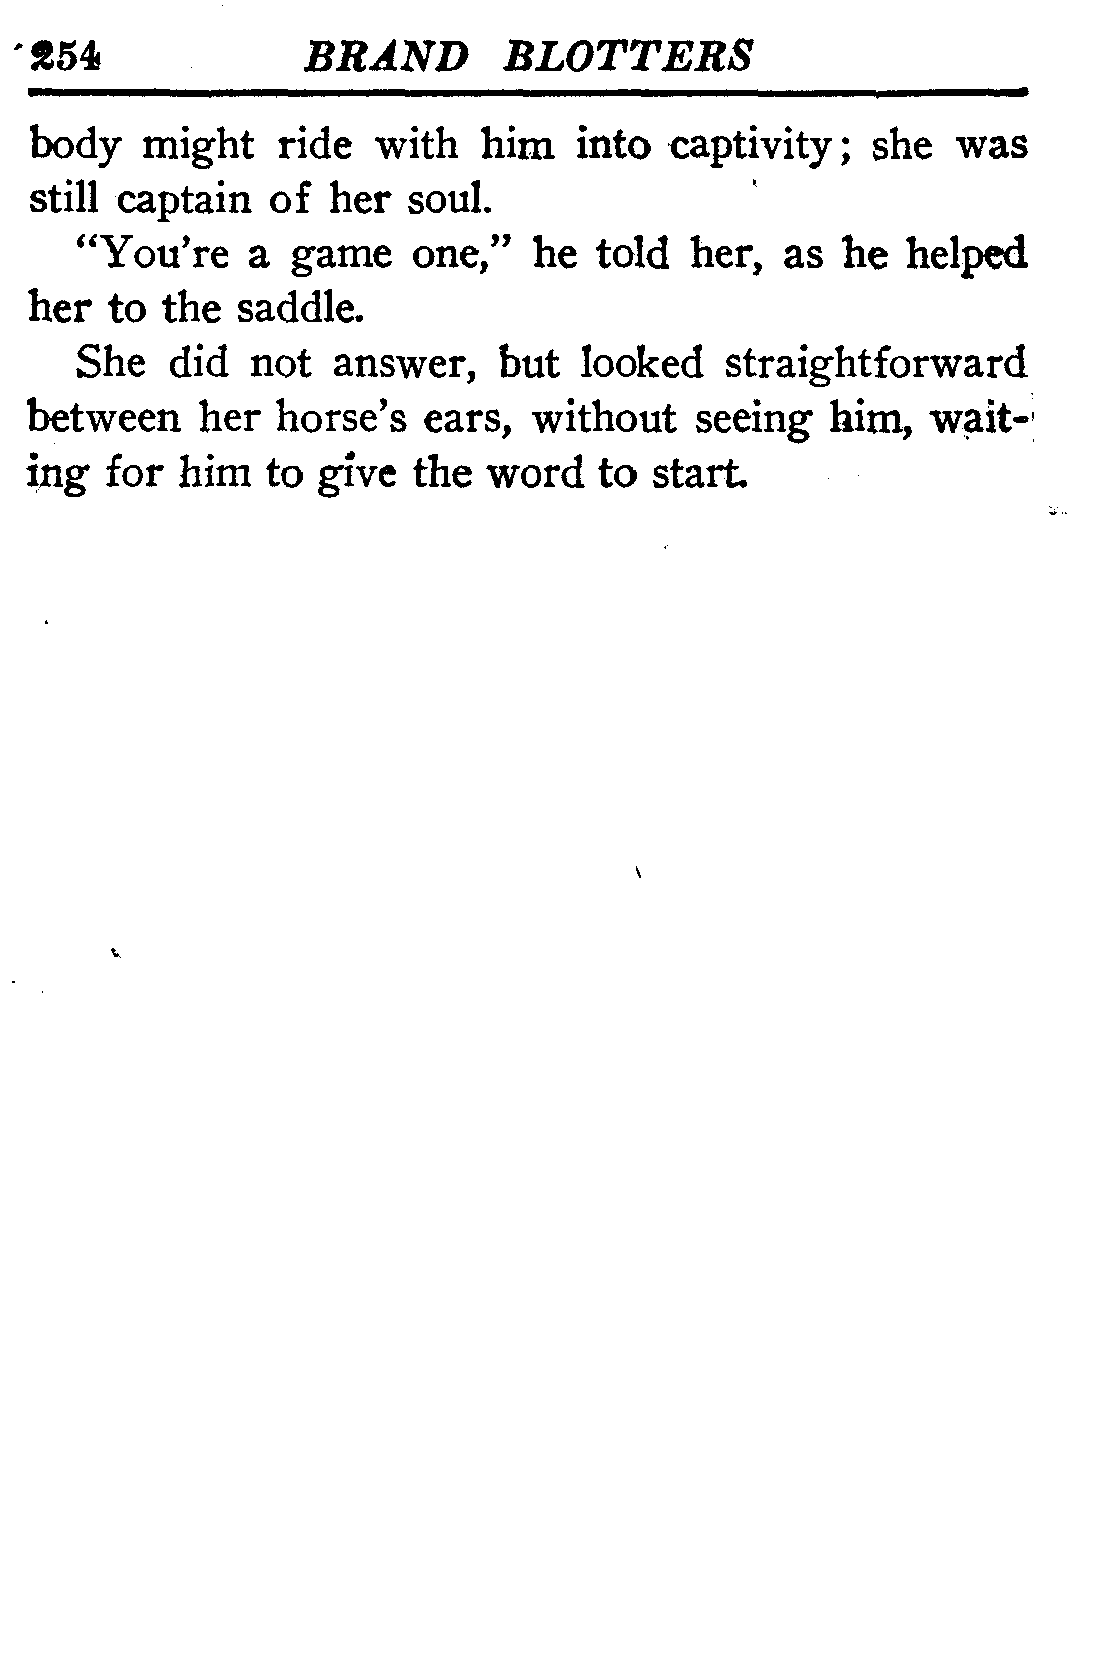 254 BRAND BLOTTERS
body might ride with him into captivity; she was
still captain of her soul.
"You're a game one," he told her, as he helped
her to the saddle.
She did not answer, but looked straightforward
between her horse's ears, without seeing him, wait-
ing for him to give the word to start.